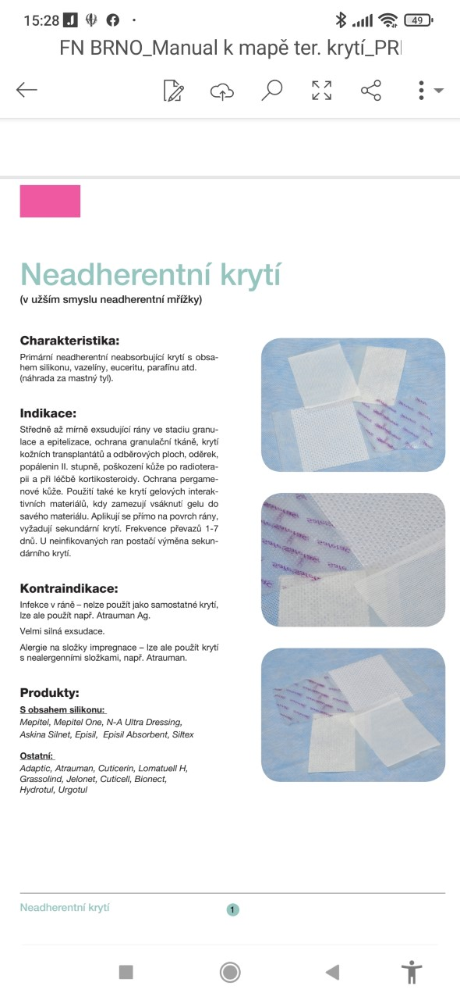 15:28
49
FN BRNO_Manual k mapě ter. krytí_PRI
Neadherentní krytí
(v užším smyslu neadherentní mřížky)
Charakteristika:
Primární neadherentní neabsorbující krytí s obsa-
hem silikonu, vazelíny, euceritu, parafínu atd.
(náhrada za mastný tyl).
Indikace:
Středně až mírně exsudující rány ve stadiu granu-
lace a epitelizace, ochrana granulační tkáně, krytí
kožních transplantátů a odběrových ploch, oděrek,
popálenin II. stupně, poškození kůže po radiotera-
pii a při léčbě kortikosteroidy. Ochrana pergame-
nové kůže. Použití také ke krytí gelových interak-
tivních materiálů, kdy zamezují vsáknutí gelu do
savého materiálu. Aplikují se přímo na povrch rány,
vyžadují sekundární krytí. Frekvence převazů 1-7
dnů. U neinfikovaných ran postačí výměna sekun-
dárního krytí.
Kontraindikace:
Infekce v ráně – nelze použít jako samostatné krytí,
lze ale použít např. Atrauman Ag.
Velmi silná exsudace.
Alergie na složky impregnace – lze ale použít krytí
s nealergenními složkami, např. Atrauman.
Produkty:
S obsahem silikonu:
Mepitel, Mepitel One, N-A Ultra Dressing,
Askina Silnet, Episil, Episil Absorbent, Siltex
Ostatní:
Adaptic, Atrauman, Cuticerin, Lomatuell H,
Grassolind, Jelonet, Cuticell, Bionect,
Hydrotul, Urgotul
Neadherentní krytí
1